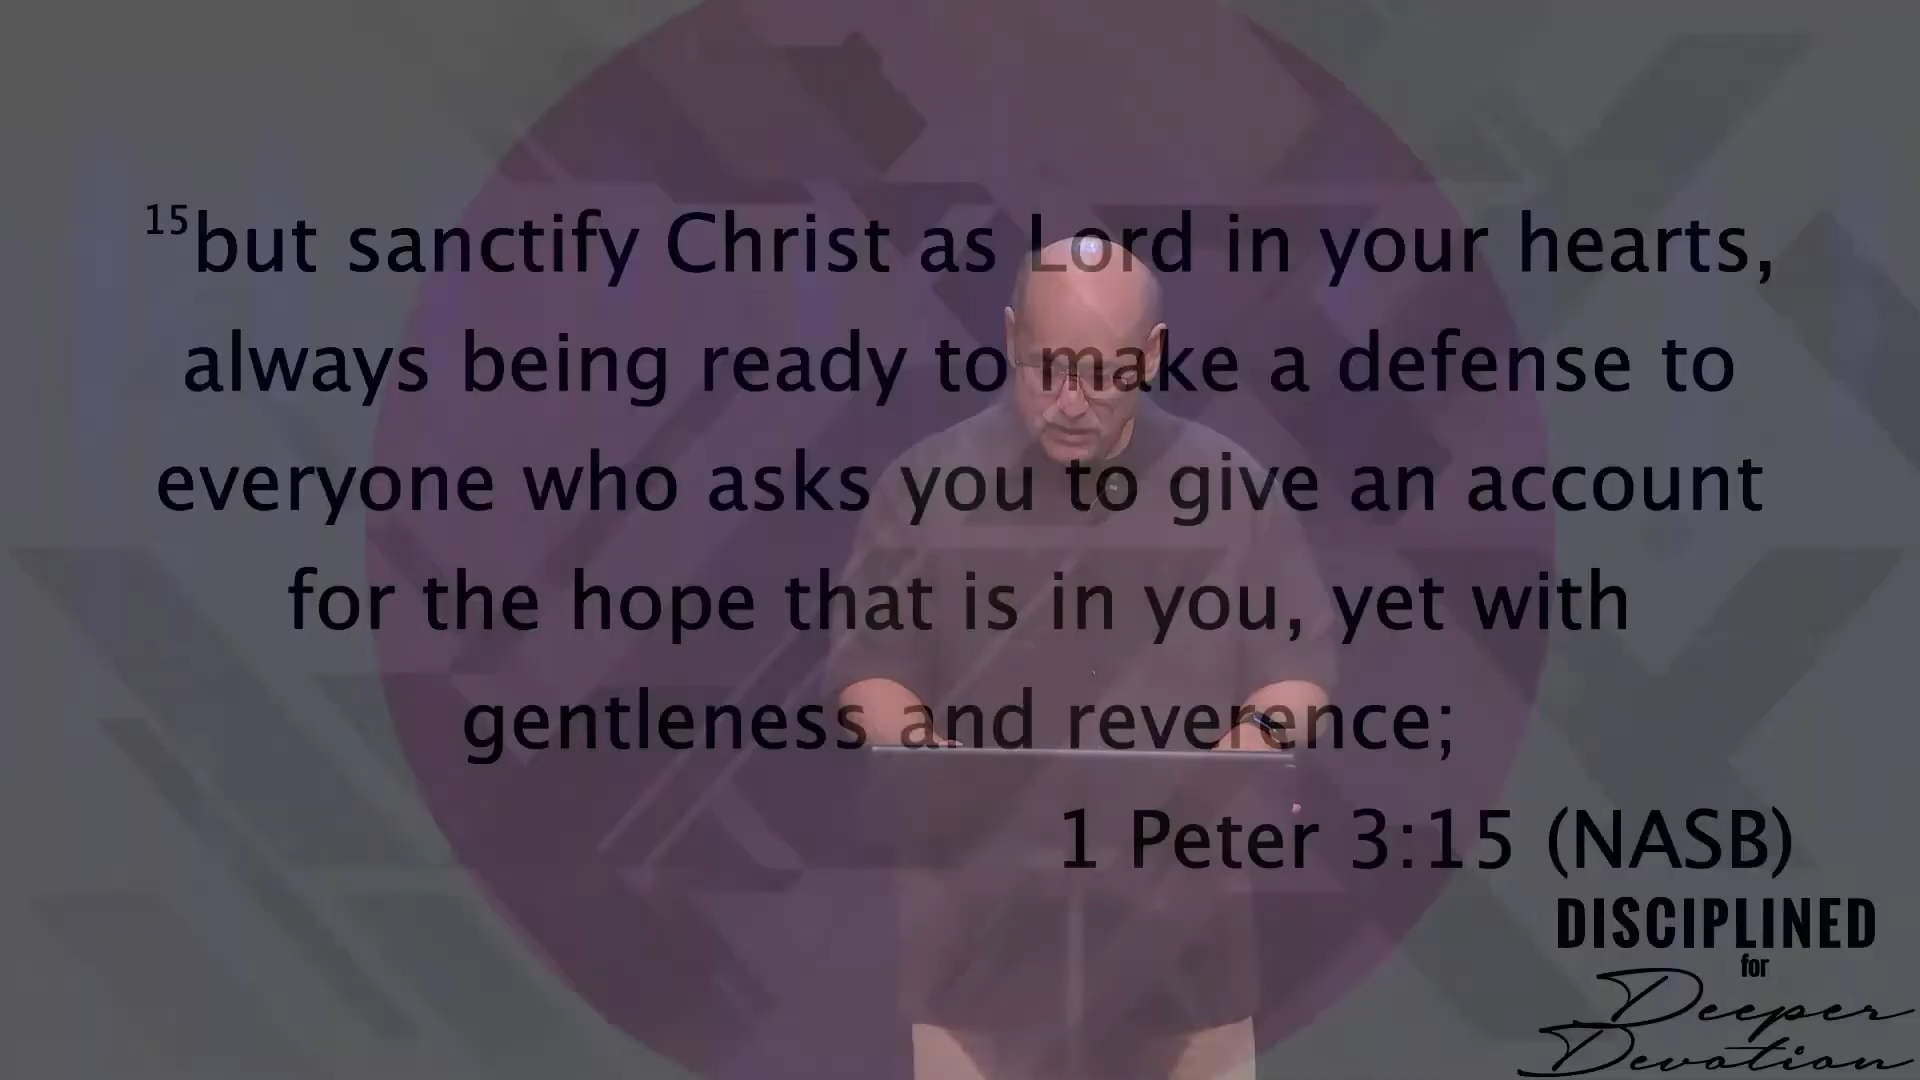 15but sanctify Christ as Lord in your hearts,
always being ready to make a defense to
everyone who asks you to give an account
for the hope that is in you, yet with
gentleness and reverence;
1 Peter 3:15 (NASB)
DISCIPLINED
for
Deeper
Devotion